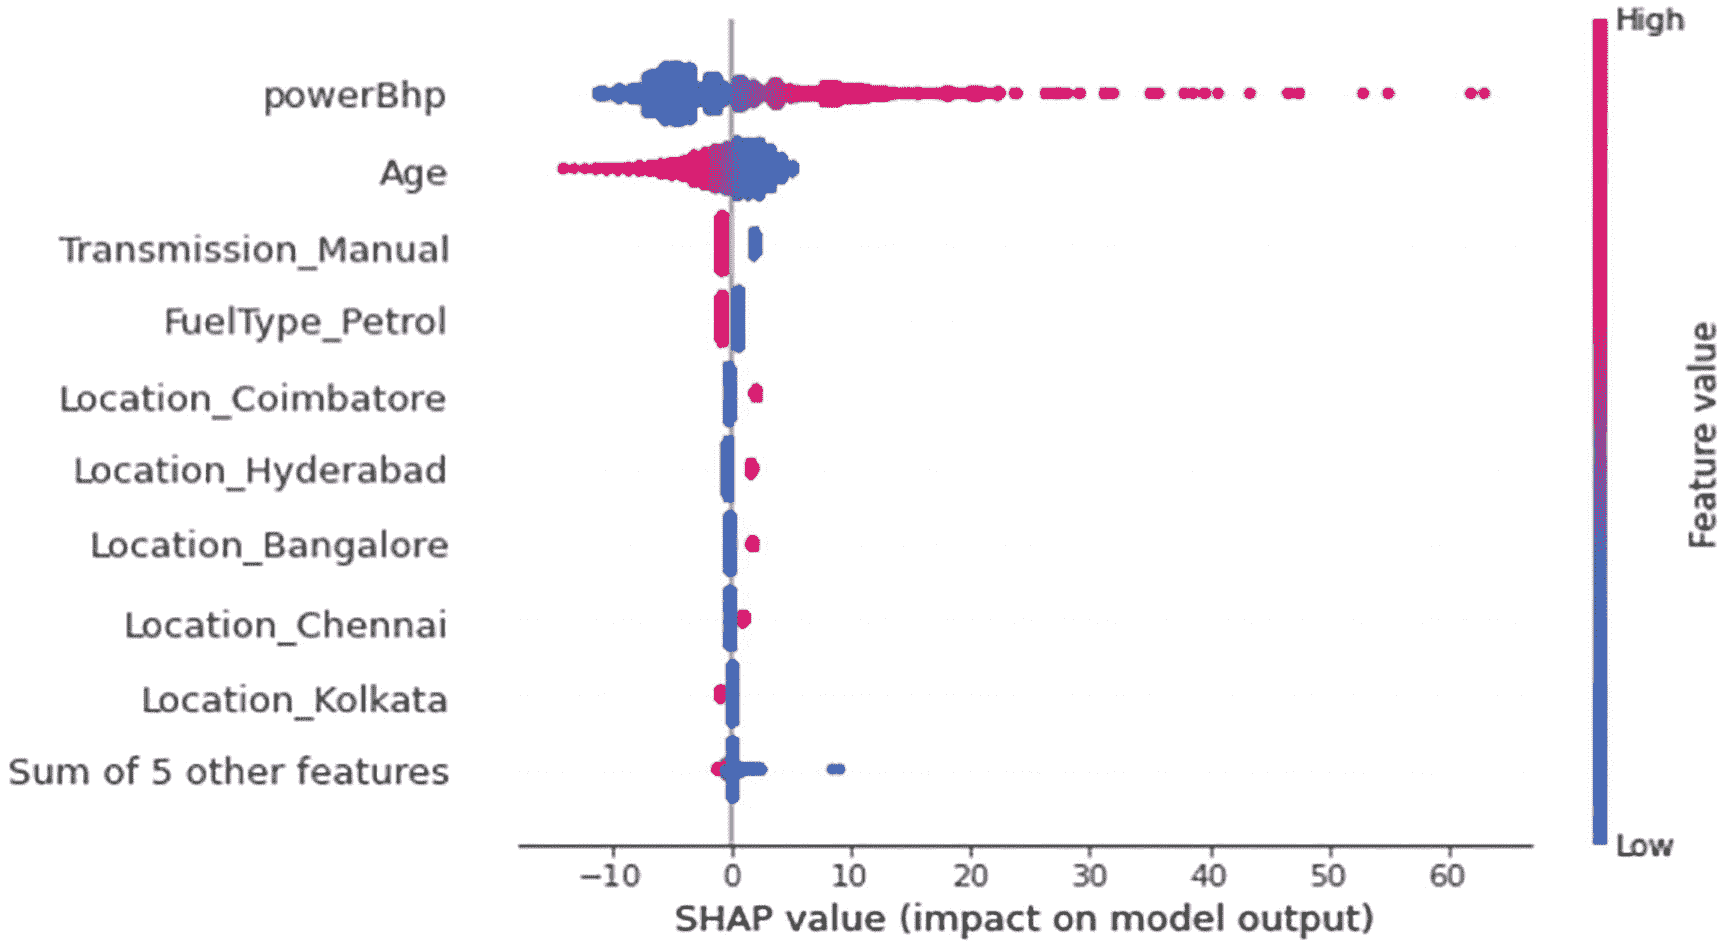 High
powerBhp
Age
Transmission_Manual
FuelType_Petrol
Location_Coimbatore
Location_Hyderabad
Location_Bangalore
Location_Chennai
Location_Kolkata
Sum of 5 other features
Feature value
Low
−10 0 10 20 30 40 50 60
SHAP value (impact on model output)